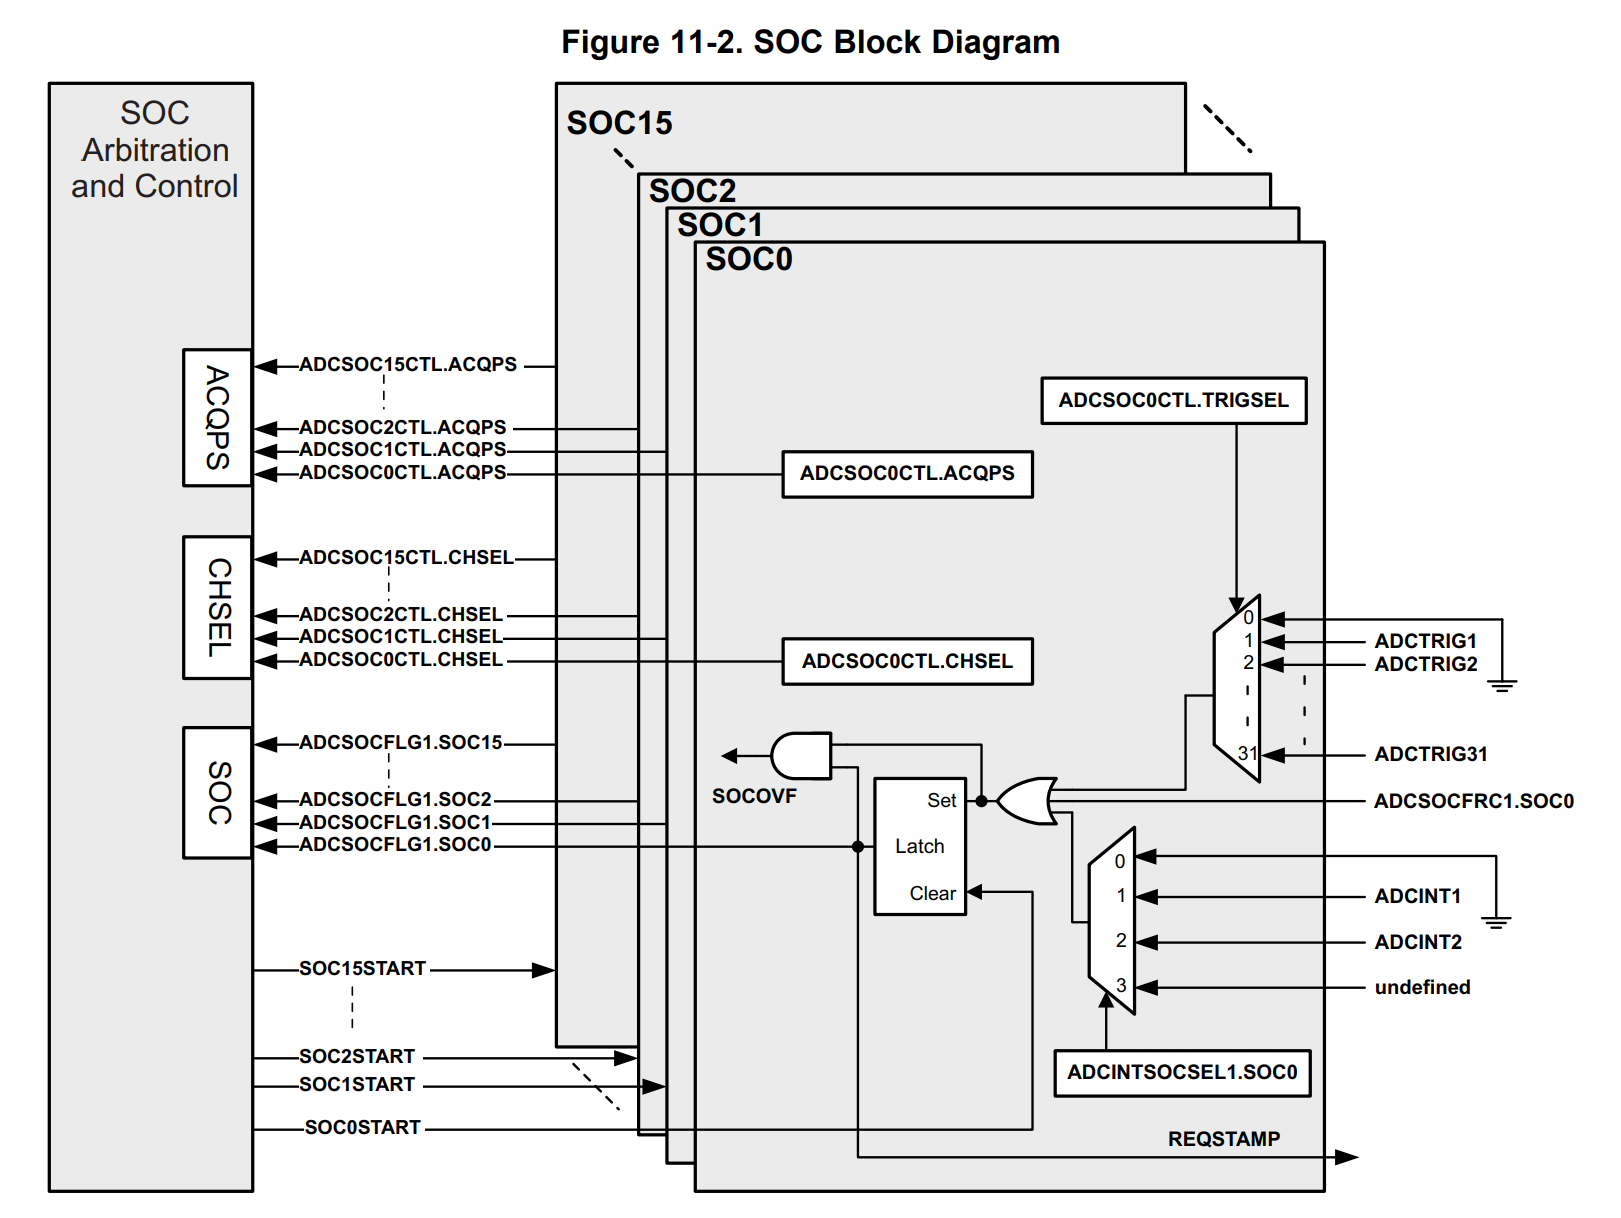 Figure 11-2. SOC Block Diagram
SOC
Arbitration
and Control
SOC15
SOC2
SOC1
SOC0
ACQPS
ADCSOC15CTL.ACQPS
ADCSOC2CTL.ACQPS
ADCSOC1CTL.ACQPS
ADCSOC0CTL.ACQPS
ADCSOC0CTL.ACQPS
ADCSOC0CTL.TRIGSEL
CHSEL
ADCSOC15CTL.CHSEL
ADCSOC2CTL.CHSEL
ADCSOC1CTL.CHSEL
ADCSOC0CTL.CHSEL
ADCSOC0CTL.CHSEL
0
1
2
31
ADCTRIG1
ADCTRIG2
ADCTRIG31
SOC
ADCSOCFLG1.SOC15
ADCSOCFLG1.SOC2
ADCSOCFLG1.SOC1
ADCSOCFLG1.SOC0
SOCOVF
Set
Latch
Clear
ADCSOCFRC1.SOC0
0
1
2
3
ADCINT1
ADCINT2
undefined
ADCINTSOCSEL1.SOC0
SOC15START
SOC2START
SOC1START
SOC0START
REQSTAMP